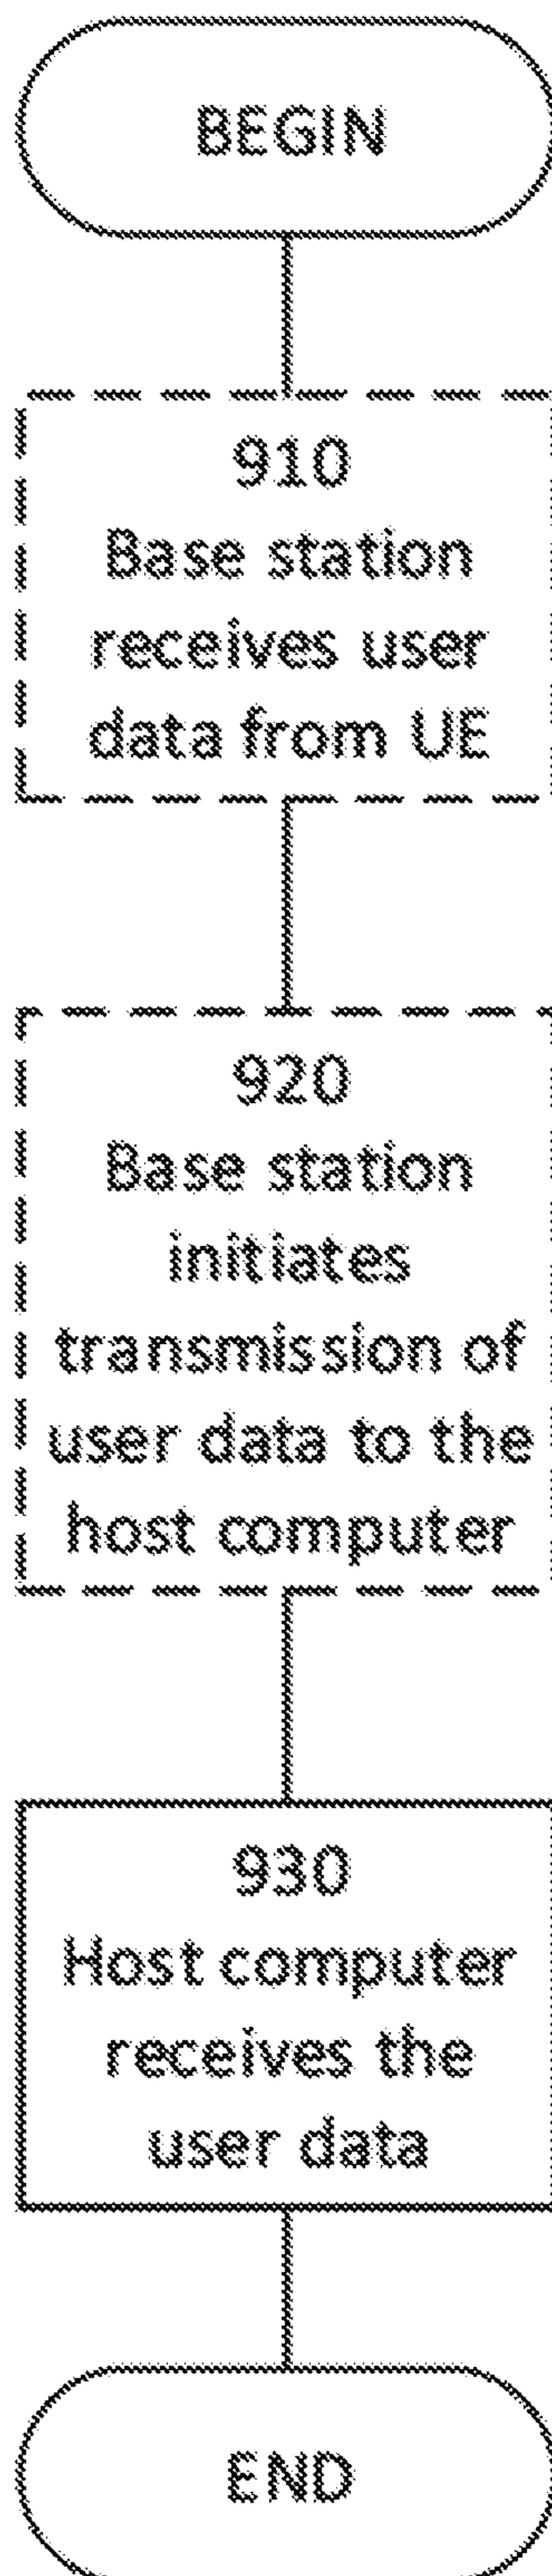 BEGIN
910
Base station
receives user
data from UE
920
Base station
initiates
transmission of
user data to the
host computer
930
Host computer
receives the
user data
END